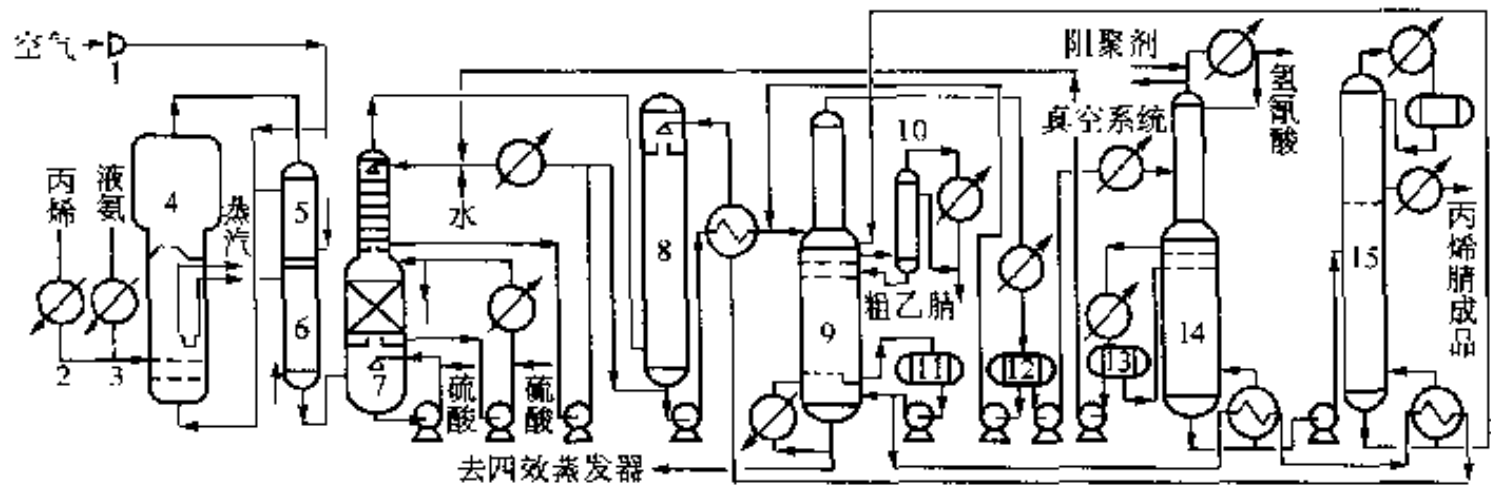 空气
1
丙烯
液氨
2
3
4
蒸汽
5
6
7
水
硫酸
硫酸
8
9
10
粗乙腈
11
12
去四效蒸发器
阻聚剂
真空系统
氢氰酸
13
14
15
丙烯腈成品